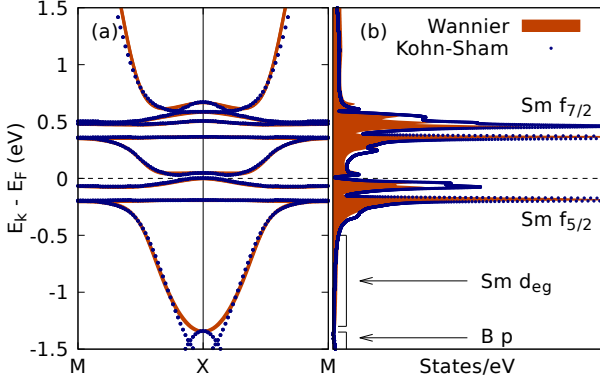 1.5
1
0.5
0
-0.5
-1
-1.5
E_k - E_F (eV)
(a)
M X M
(b)
Wannier
Kohn-Sham
Sm f_7/2
Sm f_5/2
Sm d_eg
B p
States/eV